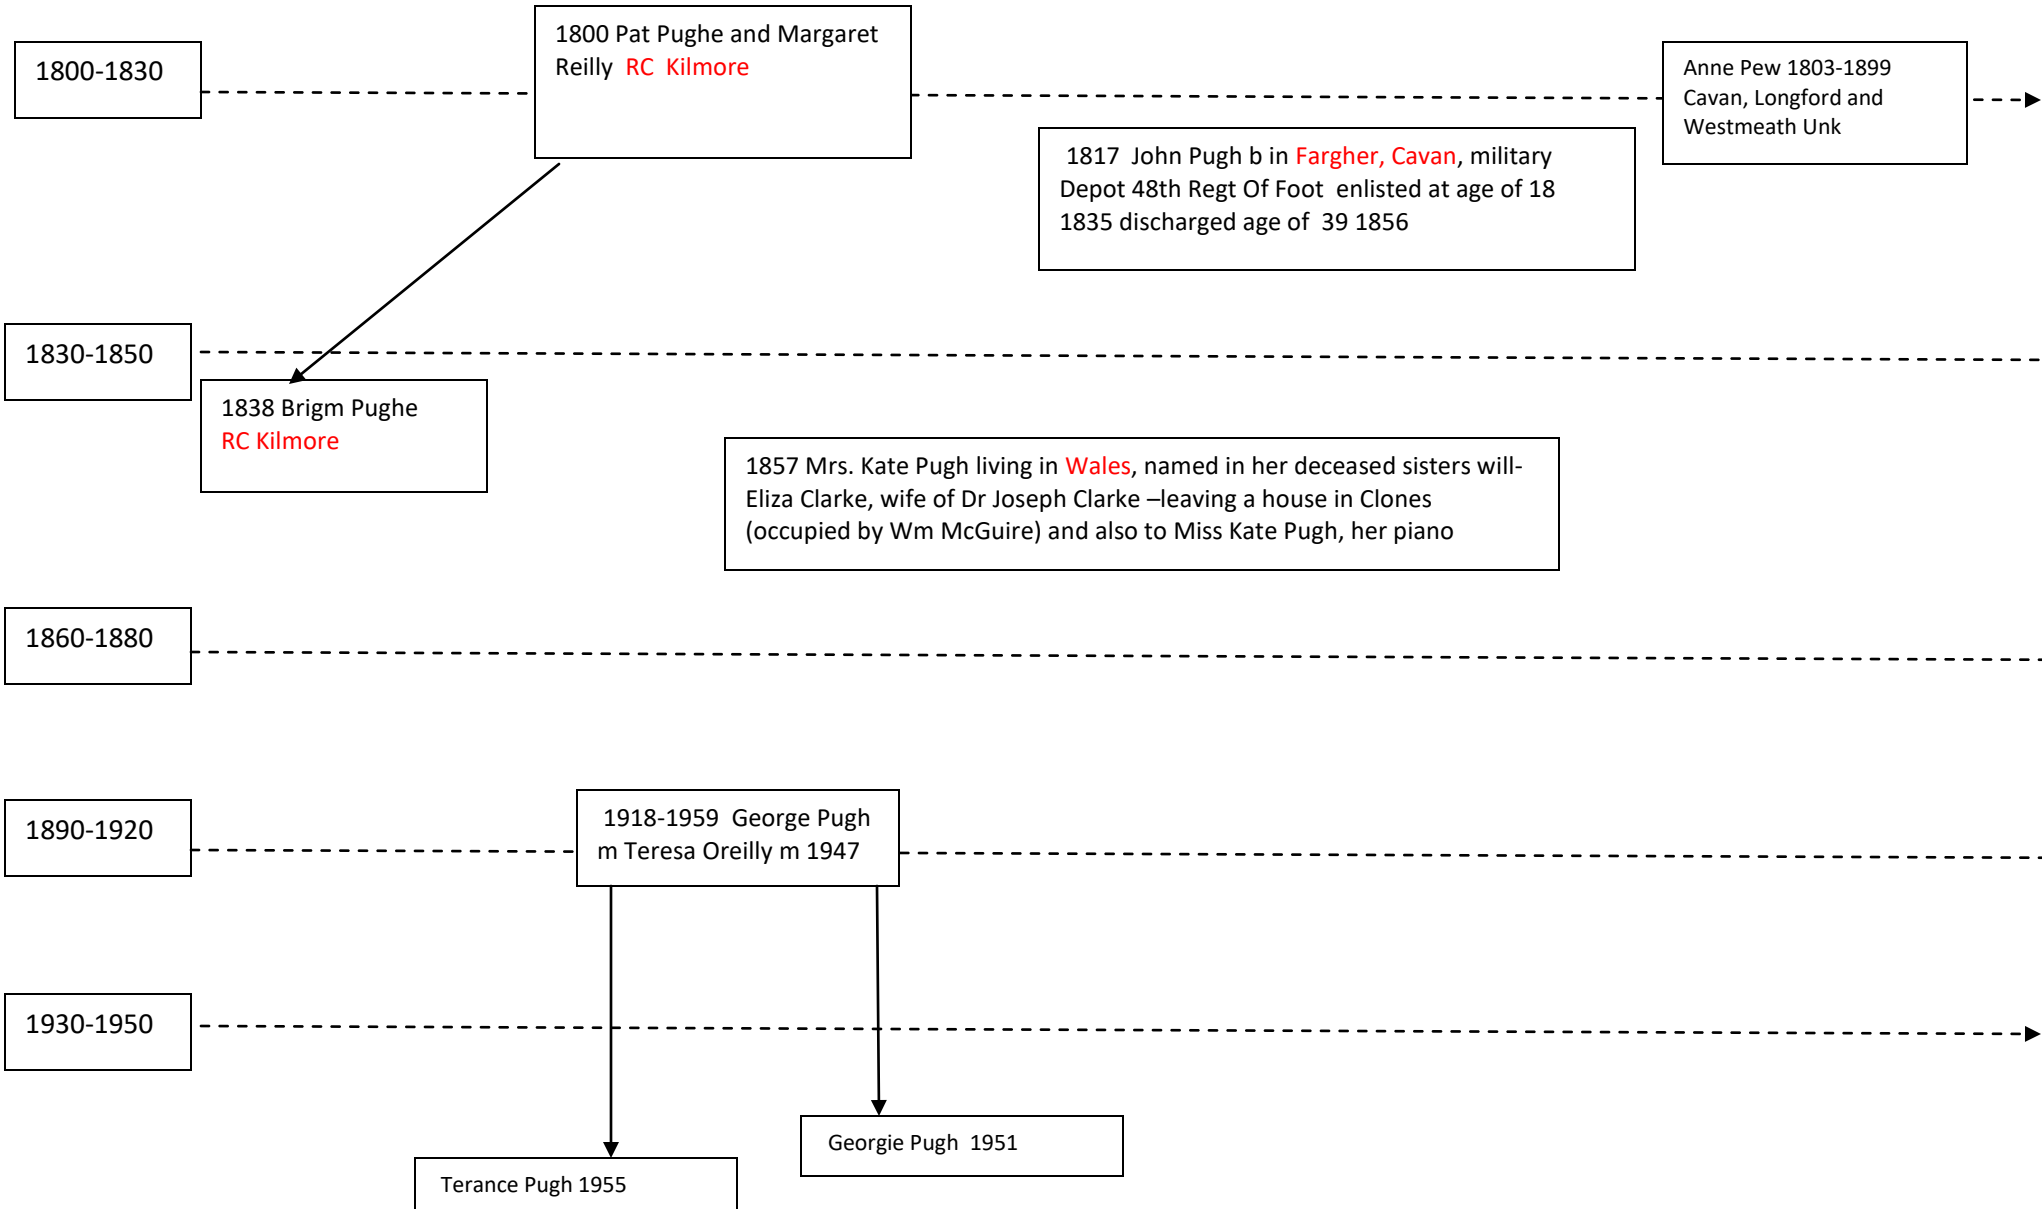 1800-1830
1800 Pat Pughe and Margaret
Reilly RC Kilmore
Anne Pew 1803-1899
Cavan, Longford and
Westmeath Unk
1817 John Pugh b in Fargher, Cavan, military
Depot 48th Regt Of Foot enlisted at age of 18
1835 discharged age of 39 1856
1830-1850
1838 Brigm Pughe
RC Kilmore
1857 Mrs. Kate Pugh living in Wales, named in her deceased sisters will-
Eliza Clarke, wife of Dr Joseph Clarke –leaving a house in Clones
(occupied by Wm McGuire) and also to Miss Kate Pugh, her piano
1860-1880
1890-1920
1918-1959 George Pugh
m Teresa Oreilly m 1947
1930-1950
Georgie Pugh 1951
Terance Pugh 1955